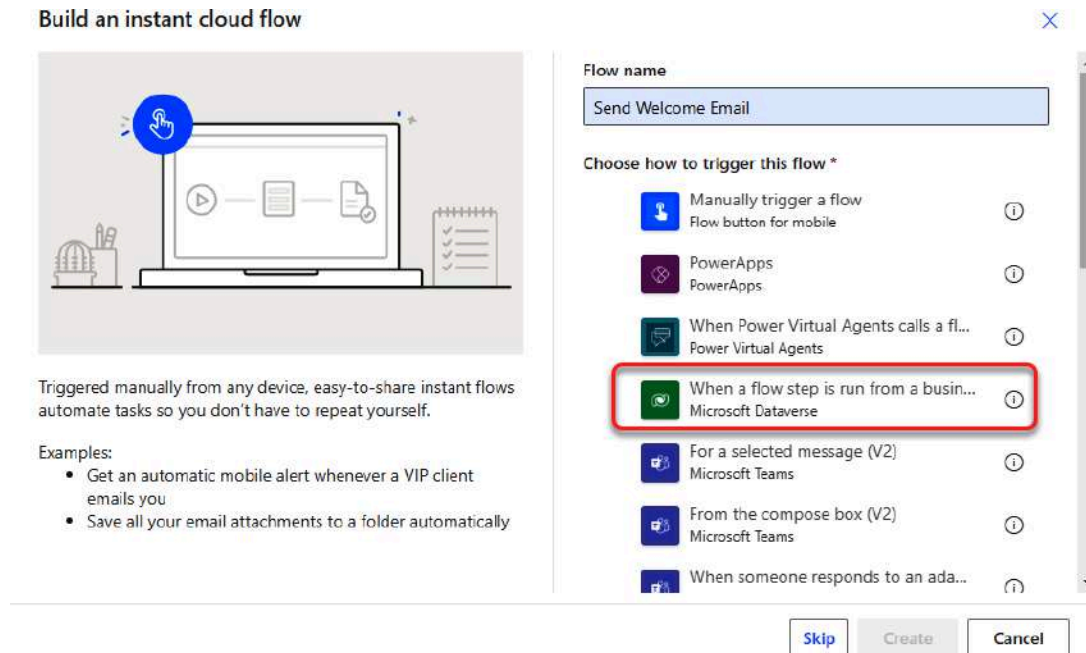 Build an instant cloud flow
Triggered manually from any device, easy-to-share instant flows
automate tasks so you don't have to repeat yourself.
Examples:
• Get an automatic mobile alert whenever a VIP client
emails you
• Save all your email attachments to a folder automatically
Flow name
Send Welcome Email
Choose how to trigger this flow *
Manually trigger a flow
Flow button for mobile
PowerApps
PowerApps
When Power Virtual Agents calls a fl...
Power Virtual Agents
When a flow step is run from a busin...
Microsoft Dataverse
For a selected message (V2)
Microsoft Teams
From the compose box (V2)
Microsoft Teams
When someone responds to an ada...
Skip
Create
Cancel